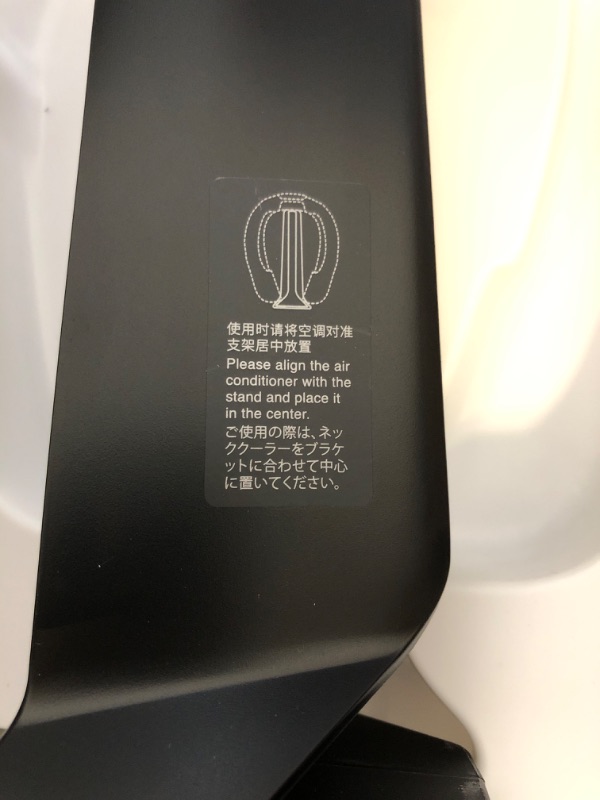 使用时请将空调对准
支架居中放置
Please align the air
conditioner with the
stand and place it
in the center.
ご使用の際は、ネッ
ククーラーをブラケ
ットに合わせて中心
に置いてください。